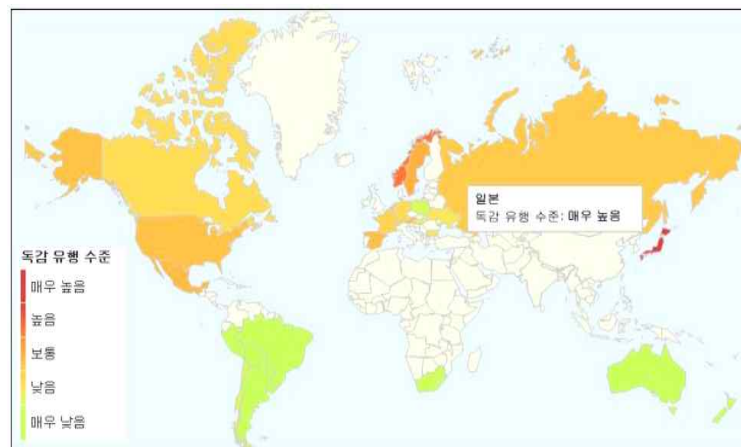 일본
독감 유행 수준: 매우 높음
독감 유행 수준
매우 높음
높음
보통
낮음
매우 낮음